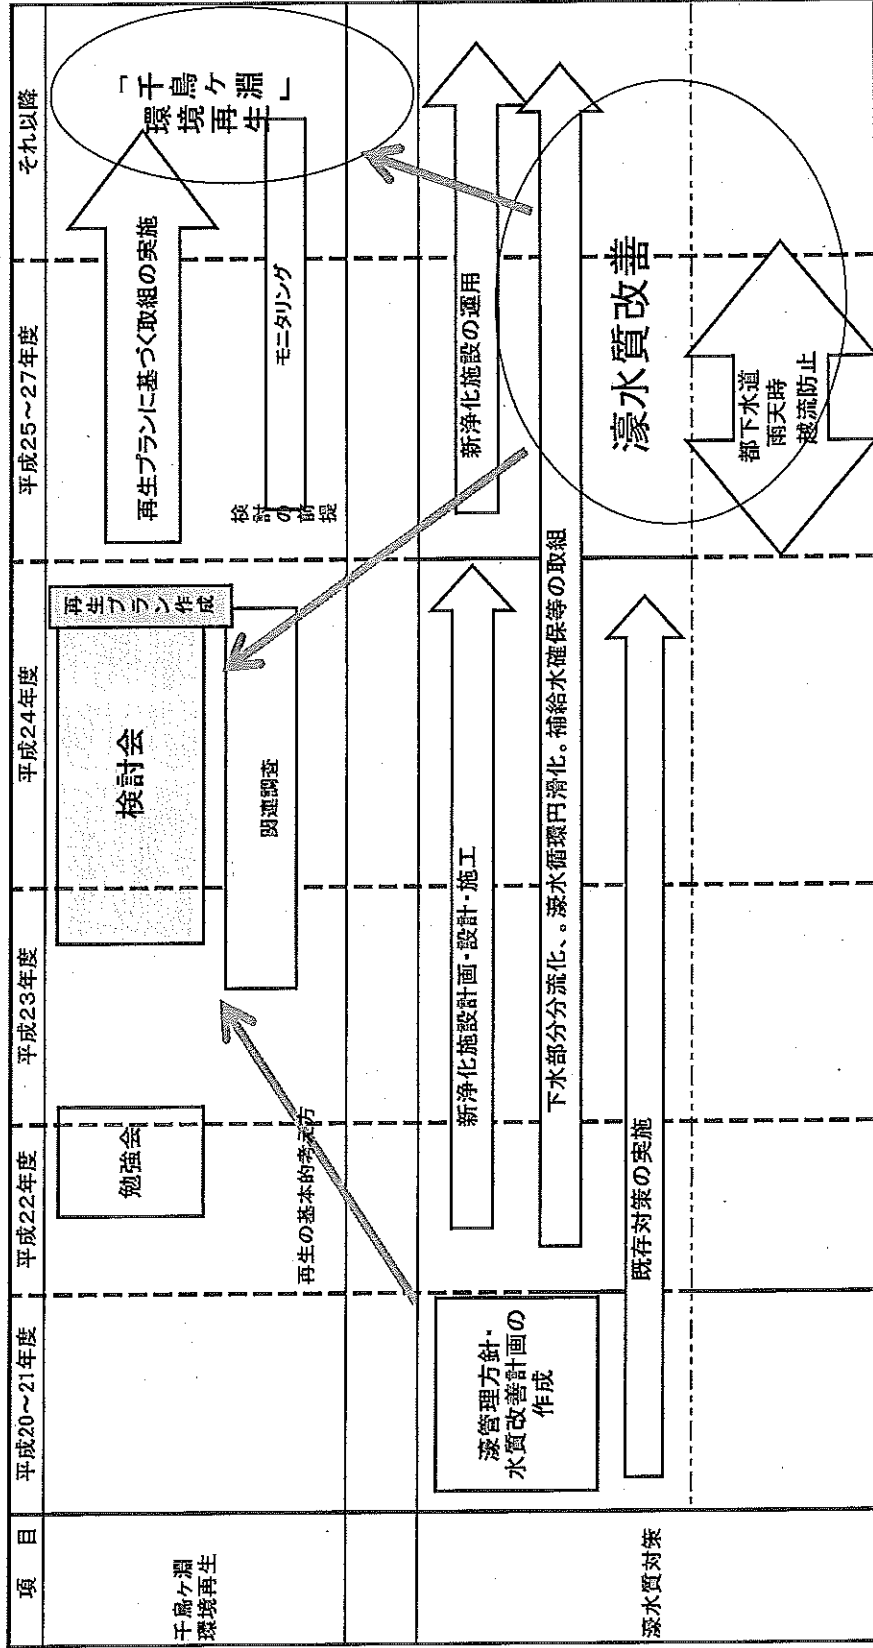 項　目
平成20～21年度
平成22年度
平成23年度
平成24年度
平成25～27年度
それ以降
千鳥ヶ淵
環境再生
勉強会
検討会
再生プラン作成
再生プランに基づく取組の実施
「千鳥ヶ淵
環境再生」
関連調査
モニタリング
検討の前提
再生の基本的考え方
濠水質対策
濠管理方針・
水質改善計画の
作成
新浄化施設計画・設計・施工
新浄化施設の運用
下水部分分流化、。濠水循環円滑化。補給水確保等の取組
既存対策の実施
濠水質改善
都下水道
雨天時
越流防止